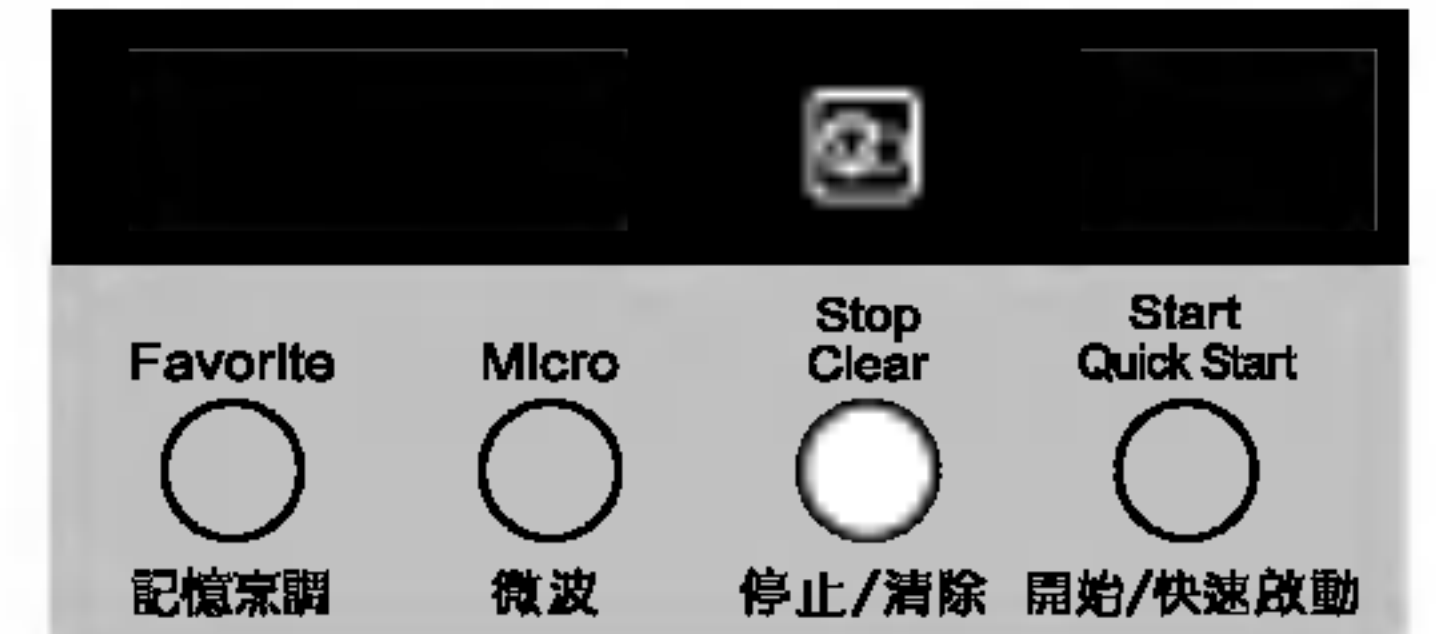 Stop
Start
Favorite
Micro
Clear
Quick Start
記憶烹調
微波
停止/清除
開始/快速啟動